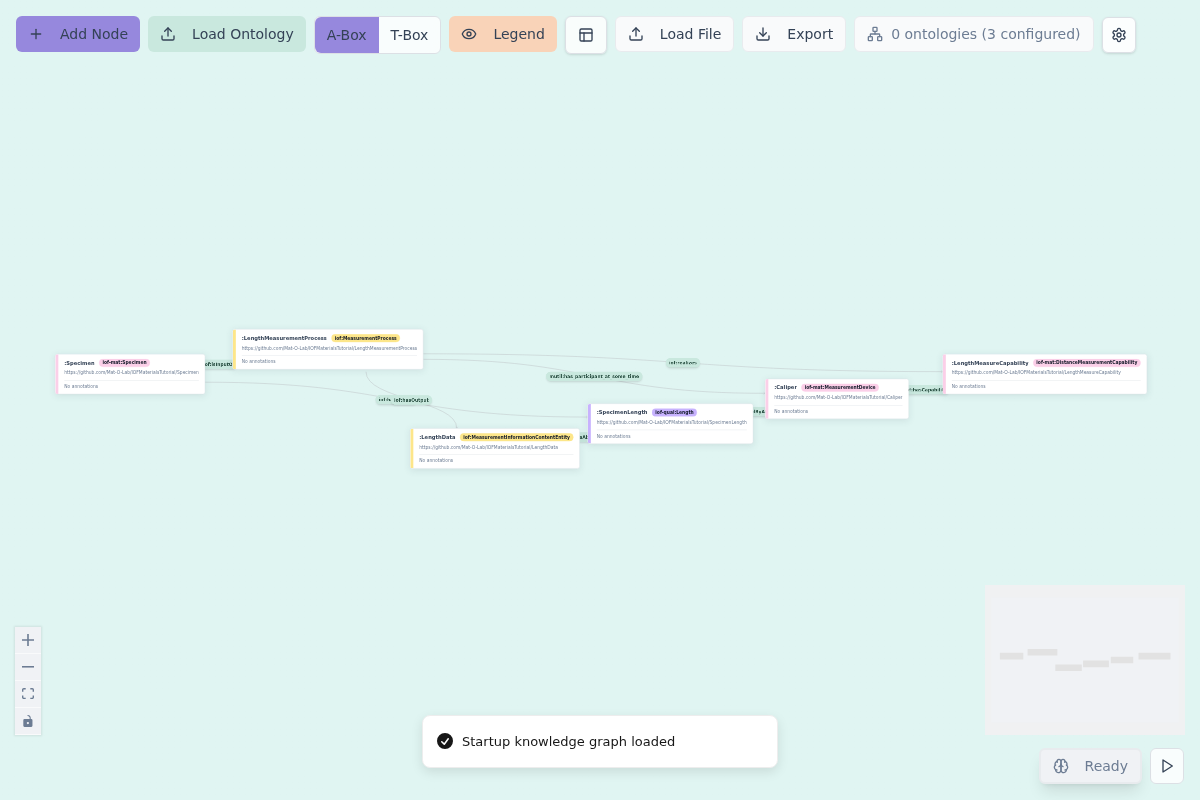 Add Node
Load Ontology
A-Box
T-Box
Legend
Load File
Export
0 ontologies (3 configured)
:LengthMeasurementProcess iof:MeasurementProcess
https://github.com/Mat-O-Lab/IOFMaterialsTutorial/LengthMeasurementProcess
No annotations
:Specimen iof-mat:Specimen
https://github.com/Mat-O-Lab/IOFMaterialsTutorial/Specimen
No annotations
:LengthMeasureCapability iof-mat:DistanceMeasurementCapability
https://github.com/Mat-O-Lab/IOFMaterialsTutorial/LengthMeasureCapability
No annotations
mutil:has participant at some time
:Caliper iof-mat:MeasurementDevice
https://github.com/Mat-O-Lab/IOFMaterialsTutorial/Caliper
No annotations
iof:hasOutput
:SpecimenLength iof-qual:Length
https://github.com/Mat-O-Lab/IOFMaterialsTutorial/SpecimenLength
No annotations
:LengthData iof:MeasurementInformationContentEntity
https://github.com/Mat-O-Lab/IOFMaterialsTutorial/LengthData
No annotations
Startup knowledge graph loaded
Ready